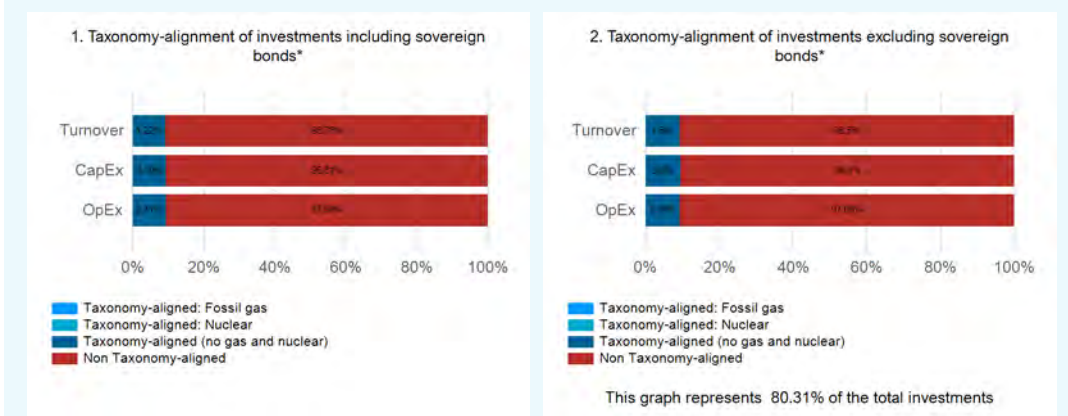 1. Taxonomy-alignment of investments including sovereign
bonds*
Turnover
CapEx
OpEx
0% 20% 40% 60% 80% 100%
Taxonomy-aligned: Fossil gas
Taxonomy-aligned: Nuclear
Taxonomy-aligned (no gas and nuclear)
Non Taxonomy-aligned
2. Taxonomy-alignment of investments excluding sovereign
bonds*
Turnover
CapEx
OpEx
0% 20% 40% 60% 80% 100%
Taxonomy-aligned: Fossil gas
Taxonomy-aligned: Nuclear
Taxonomy-aligned (no gas and nuclear)
Non Taxonomy-aligned
This graph represents 80.31% of the total investments